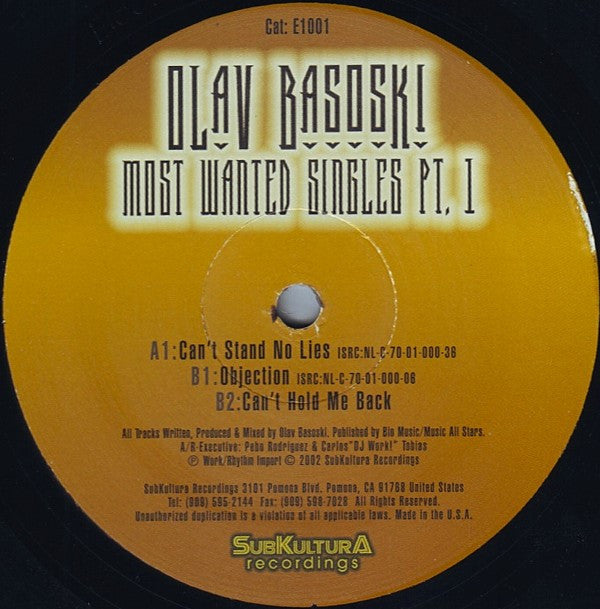 Cat: E1001
OLAV BASOSKI
MOST WANTED SINGLES PT. 1
A1:Can't Stand No Lies ISRC:NL-C-70-01-000-36
B1:Objection ISRC:NL-C-70-01-000-06
B2:Can't Hold Me Back
All Tracks Written, Produced & Mixed by Olav Basoski. Published by Bio Music/Music All Stars.
A/R-Executive: Pebo Rodriguez & Carlos"DJ Work!" Tobias
℗ Work/Rhythm Import © 2002 SubKultura Recordings
SubKultura Recordings 3101 Pomona Blvd. Pomona, CA 91768 United States
Tel: (909) 595-2144 Fax: (909) 598-7028 All Rights Reserved.
Unauthorized duplication is a violation of all applicable laws. Made in the U.S.A.
SUBKULTURA
recordings